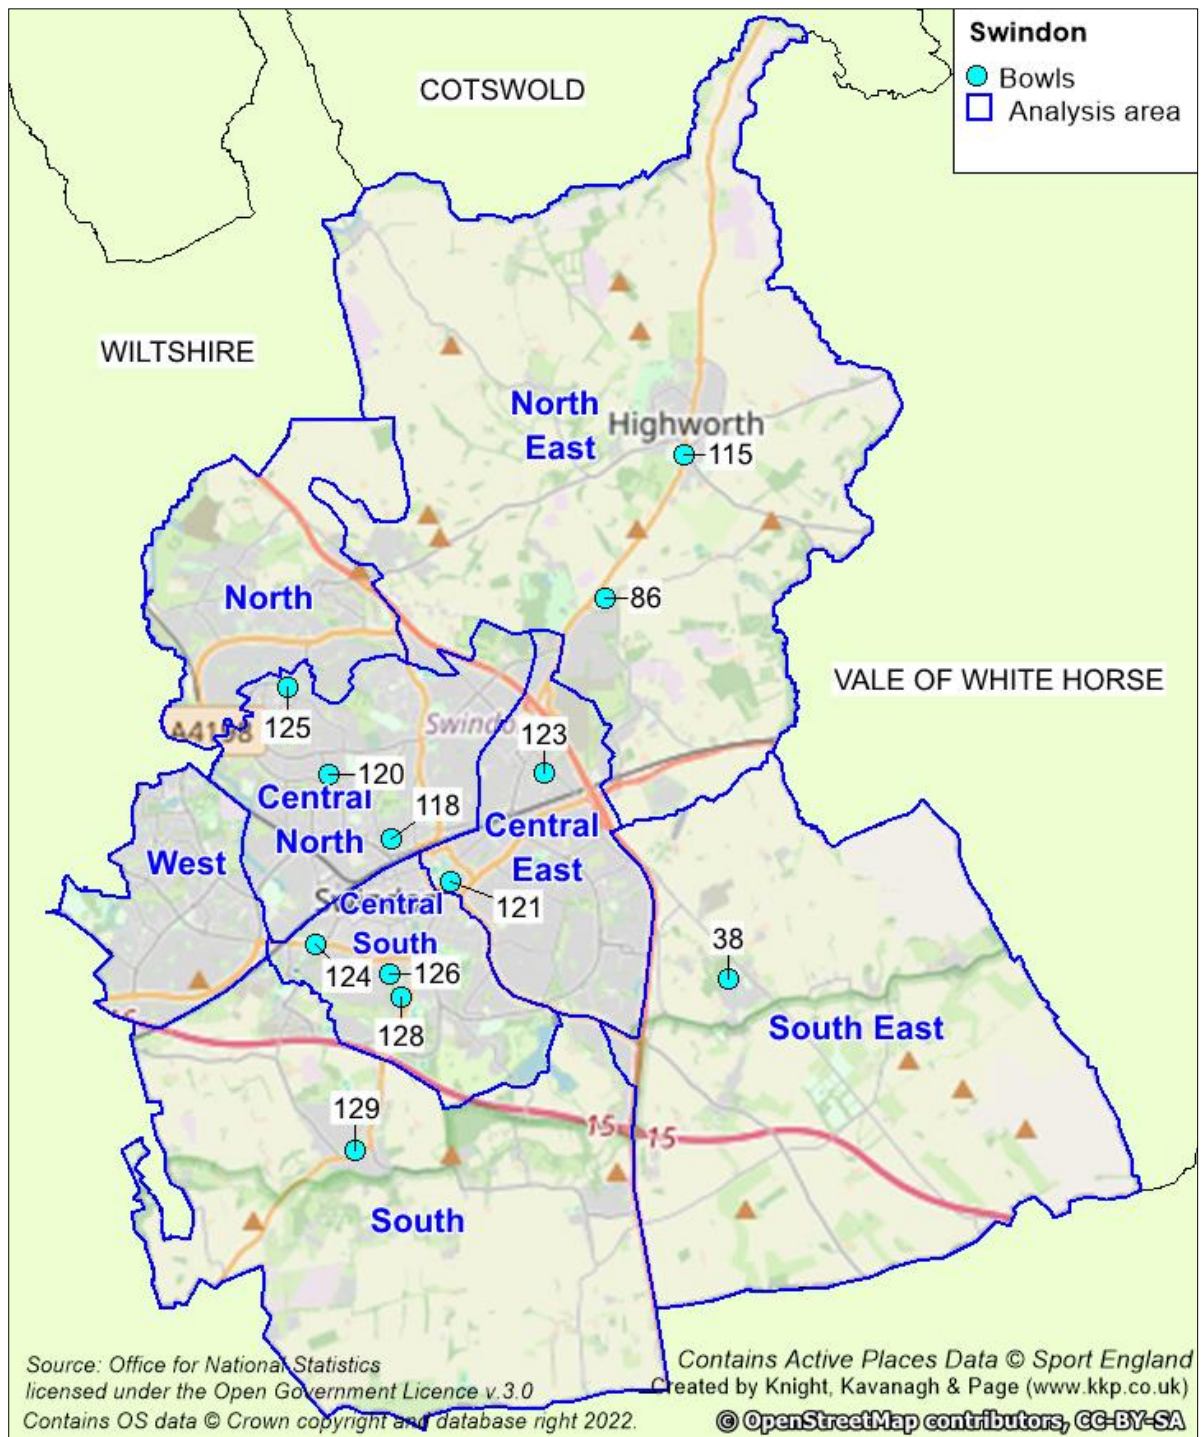 Swindon
Bowls
Analysis area
COTSWOLD
WILTSHIRE
North
East
Highworth
115
North
86
VALE OF WHITE HORSE
A4198
125
Swindo
123
120
Central
North
118
Central
East
West
121
Central
South
38
124
126
128
South East
129
15
15
South
Source: Office for National Statistics
licensed under the Open Government Licence v.3.0
Contains OS data © Crown copyright and database right 2022.
Contains Active Places Data © Sport England
Created by Knight, Kavanagh & Page (www.kkp.co.uk)
© OpenStreetMap contributors, CC-BY-SA